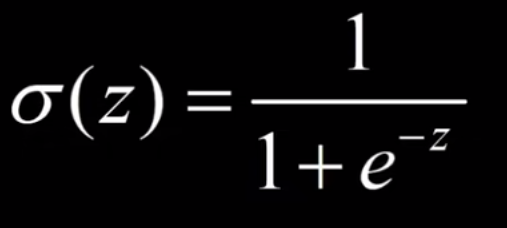 σ(z) = 1 / (1 + e^{-z})